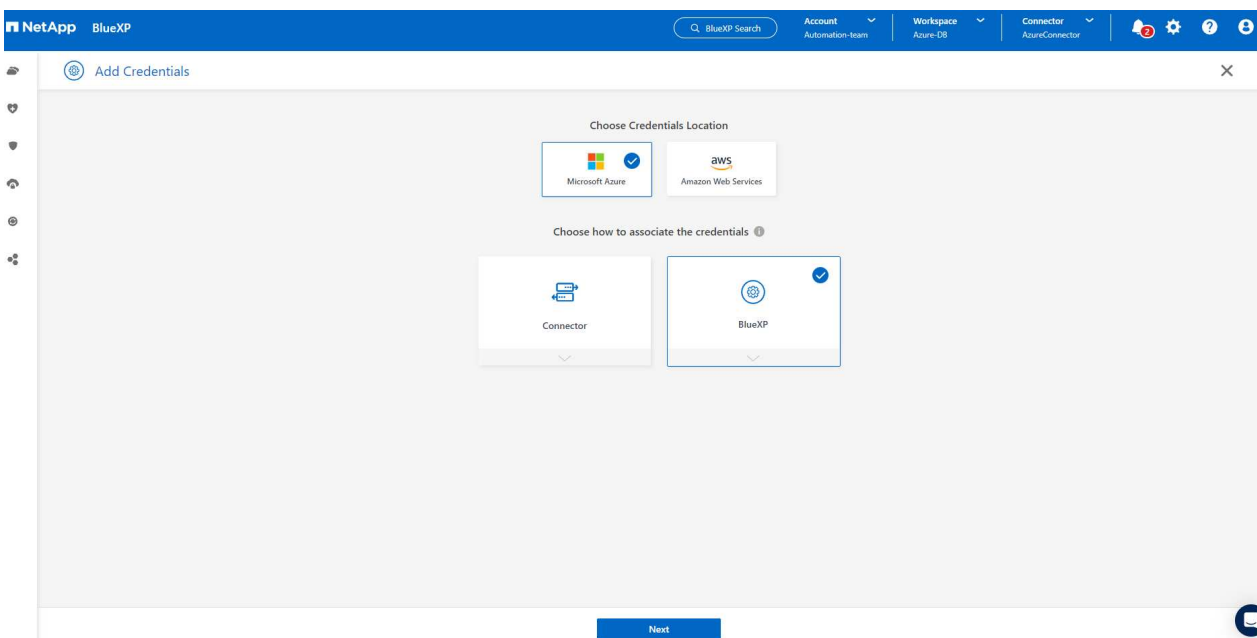 NetApp BlueXP
BlueXP Search
Account
Automation-team
Workspace
Azure-DB
Connector
AzureConnector
2
Add Credentials
Choose Credentials Location
Microsoft Azure
aws
Amazon Web Services
Choose how to associate the credentials
Connector
BlueXP
Next